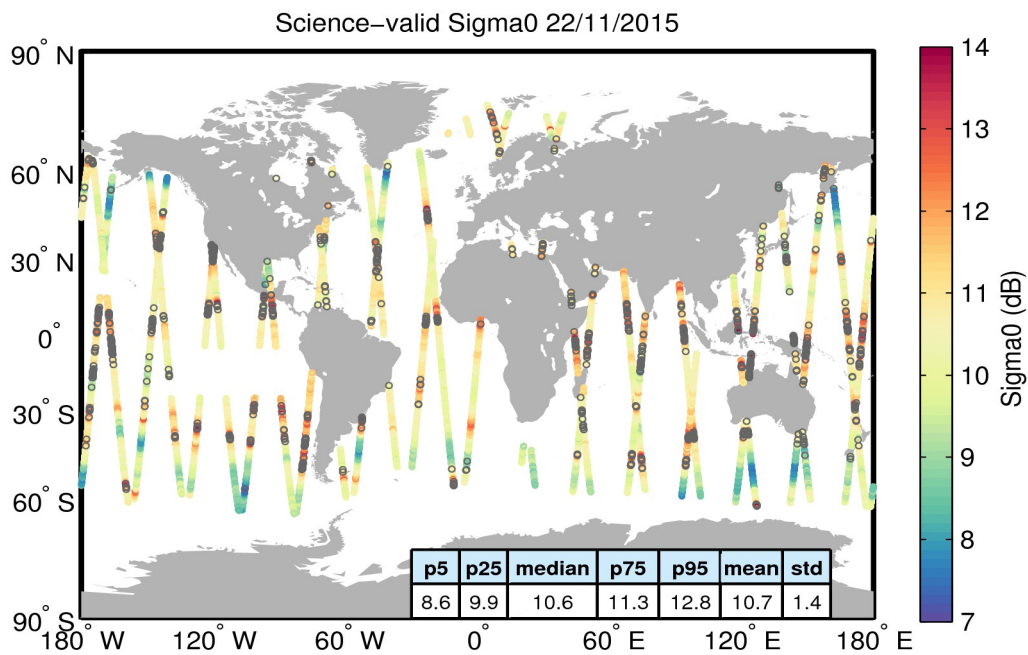 Science−valid Sigma0 22/11/2015
90° N
60° N
30° N
0°
30° S
60° S
90° S
180° W
120° W
60° W
0°
60° E
120° E
180° E
p5 p25 median p75 p95 mean std
8.6 9.9 10.6 11.3 12.8 10.7 1.4
14
13
12
11
10
9
8
7
Sigma0 (dB)